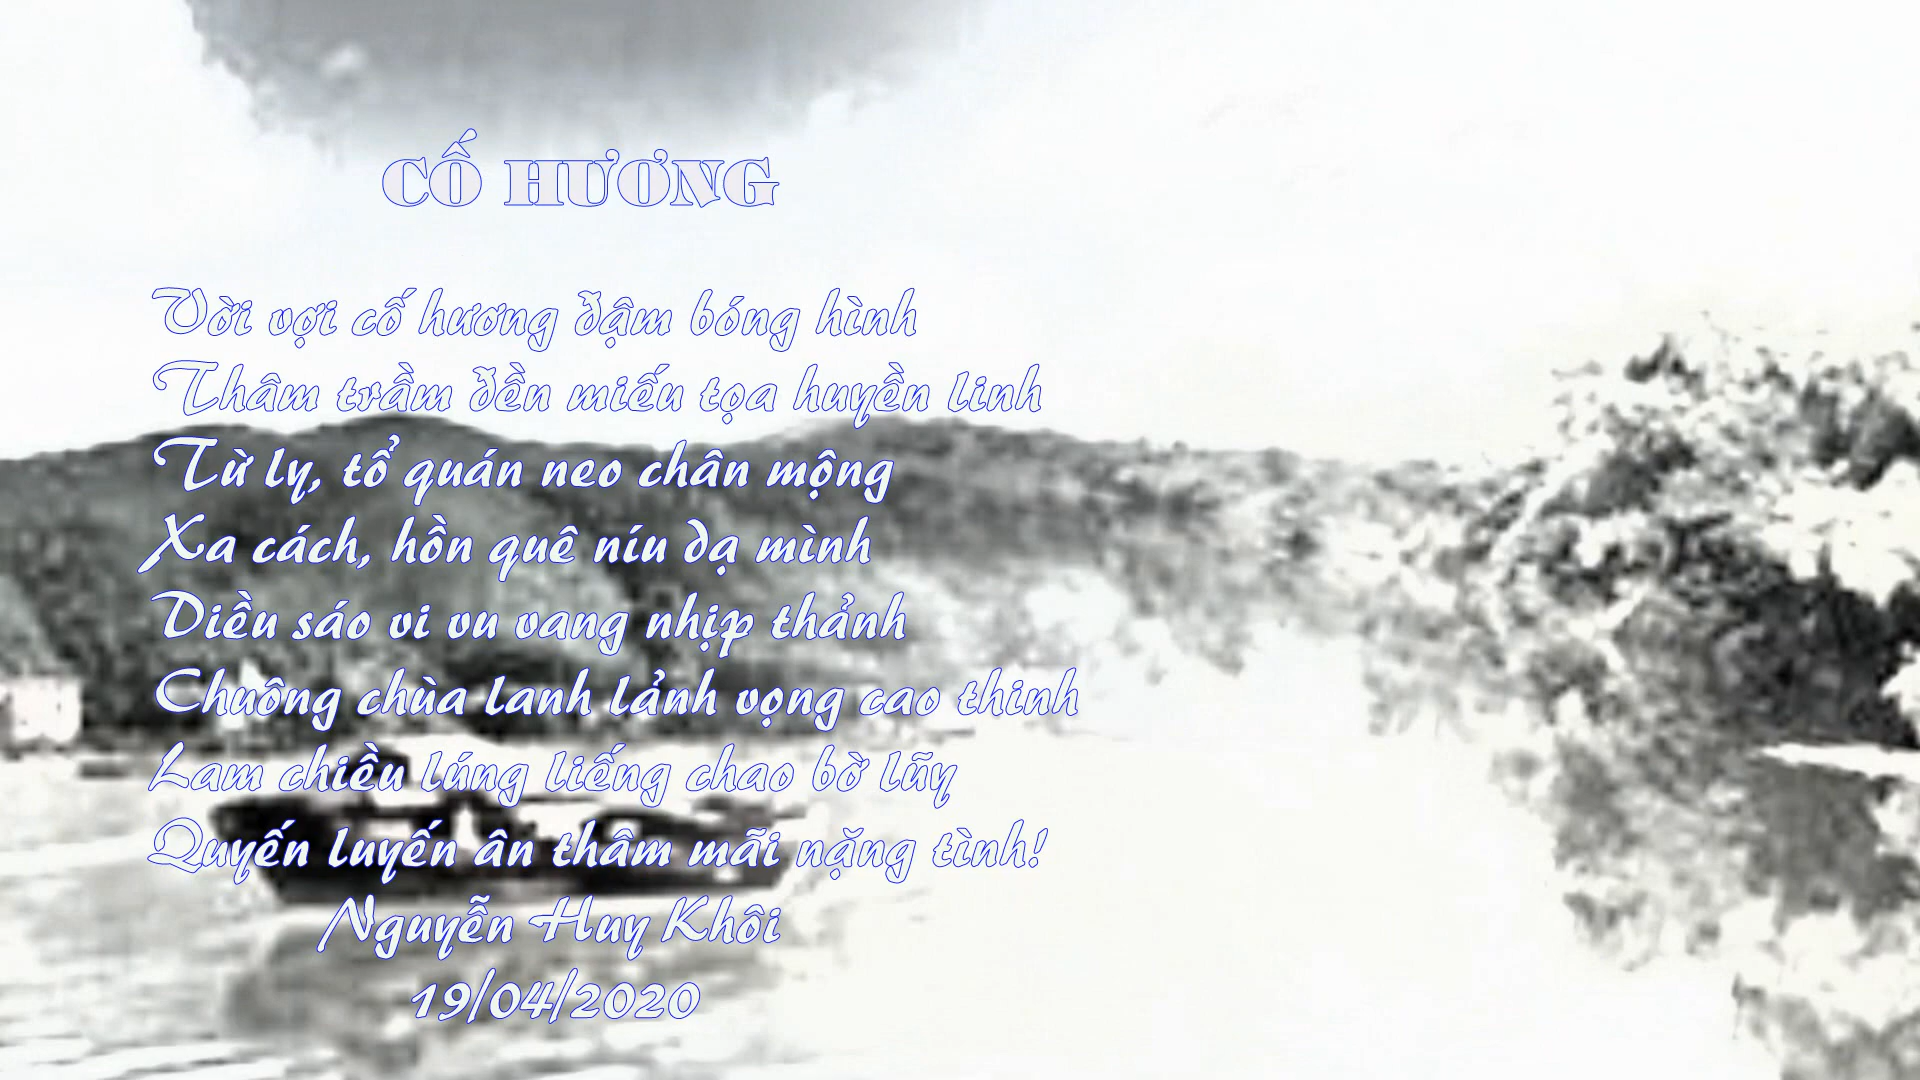 CỐ HƯƠNG
Vời vợi cố hương đậm bóng hình
Thâm trầm đền miếu tọa huyền linh
Từ ly, tổ quán neo chân mộng
Xa cách, hồn quê níu dạ mình
Diều sáo vi vu vang nhịp thảnh
Chuông chùa lanh lảnh vọng cao thinh
Lam chiều lúng liếng chao bờ lũy
Quyến luyến ân thâm mãi nặng tình!
Nguyễn Huy Khôi
19/04/2020